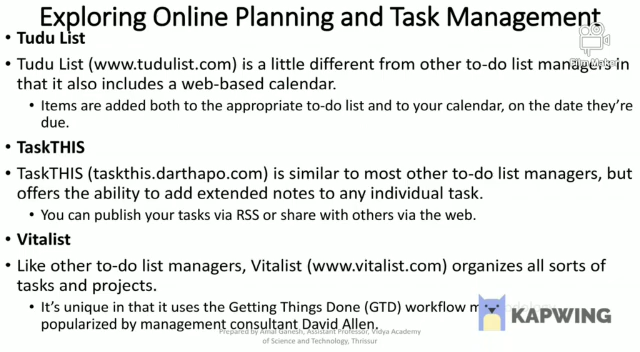 Exploring Online Planning and Task Management
• Tudu List
• Tudu List (www.tudulist.com) is a little different from other to-do list managers in
that it also includes a web-based calendar.
• Items are added both to the appropriate to-do list and to your calendar, on the date they’re
due.
• TaskTHIS
• TaskTHIS (taskthis.darthapo.com) is similar to most other to-do list managers, but
offers the ability to add extended notes to any individual task.
• You can publish your tasks via RSS or share with others via the web.
• Vitalist
• Like other to-do list managers, Vitalist (www.vitalist.com) organizes all sorts of
tasks and projects.
• It’s unique in that it uses the Getting Things Done (GTD) workflow
popularized by management consultant David Allen.
Prepared by Amal Ganesh, Assistant Professor, Vidya Academy
of Science and Technology, Thrissur
KAPWING